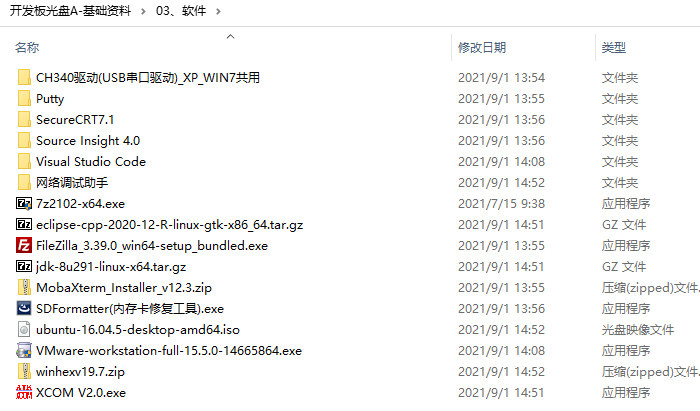 开发板光盘A-基础资料 > 03、软件 >
名称 修改日期 类型
CH340驱动(USB串口驱动)_XP_WIN7共用 2021/9/1 13:54 文件夹
Putty 2021/9/1 13:55 文件夹
SecureCRT7.1 2021/9/1 13:56 文件夹
Source Insight 4.0 2021/9/1 13:56 文件夹
Visual Studio Code 2021/9/1 14:08 文件夹
网络调试助手 2021/9/1 14:52 文件夹
7z2102-x64.exe 2021/7/15 9:38 应用程序
eclipse-cpp-2020-12-R-linux-gtk-x86_64.tar.gz 2021/9/1 14:51 GZ 文件
FileZilla_3.39.0_win64-setup_bundled.exe 2021/9/1 13:55 应用程序
jdk-8u291-linux-x64.tar.gz 2021/9/1 14:51 GZ 文件
MobaXterm_Installer_v12.3.zip 2021/9/1 13:55 压缩(zipped)文件
SDFormatter(内存卡修复工具).exe 2021/9/1 13:56 应用程序
ubuntu-16.04.5-desktop-amd64.iso 2021/9/1 14:52 光盘映像文件
VMware-workstation-full-15.5.0-14665864.exe 2021/9/1 14:08 应用程序
winhexv19.7.zip 2021/9/1 14:52 压缩(zipped)文件
XCOM V2.0.exe 2021/9/1 14:51 应用程序